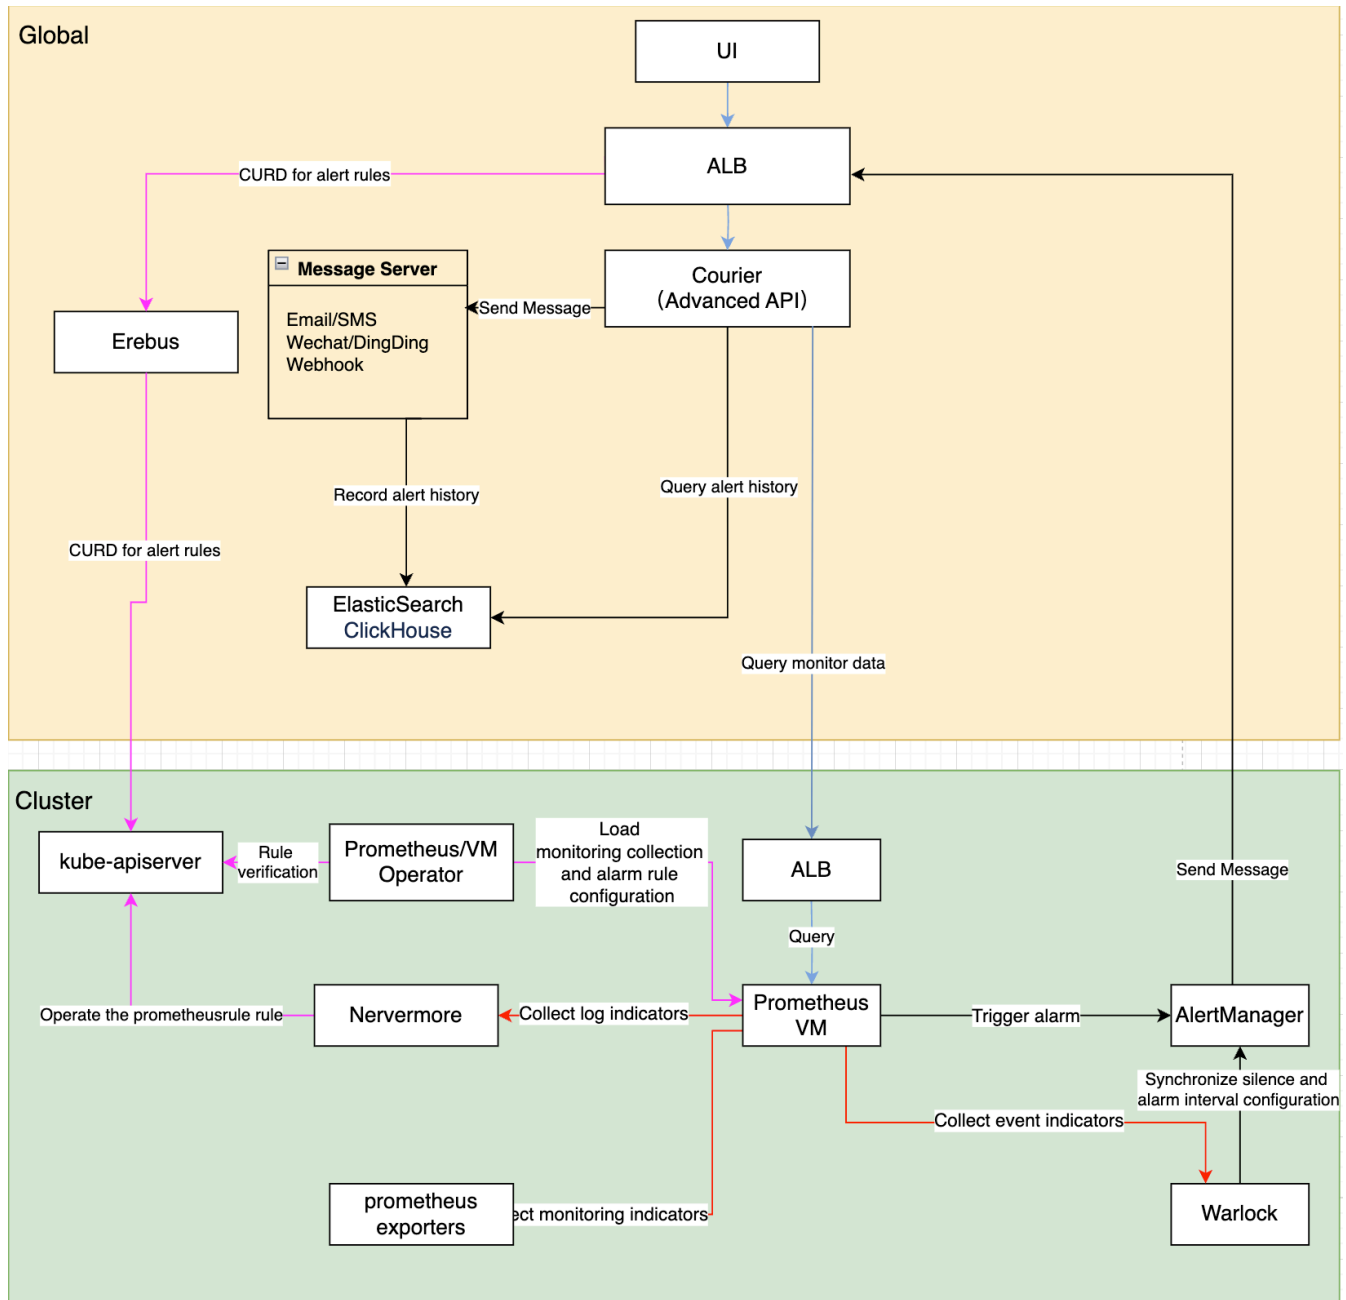 Global
UI
ALB
CURD for alert rules
Message Server
Email/SMS
Wechat/DingDing
Webhook
Send Message
Courier
（Advanced API）
Erebus
Record alert history
Query alert history
CURD for alert rules
ElasticSearch
ClickHouse
Query monitor data
Cluster
kube-apiserver
Rule
verification
Prometheus/VM
Operator
Load
monitoring collection
and alarm rule
configuration
ALB
Send Message
Query
Operate the prometheusrule rule
Nervermore
Collect log indicators
Prometheus
VM
Trigger alarm
AlertManager
Synchronize silence and
alarm interval configuration
Collect event indicators
prometheus
exporters
monitoring indicators
Warlock